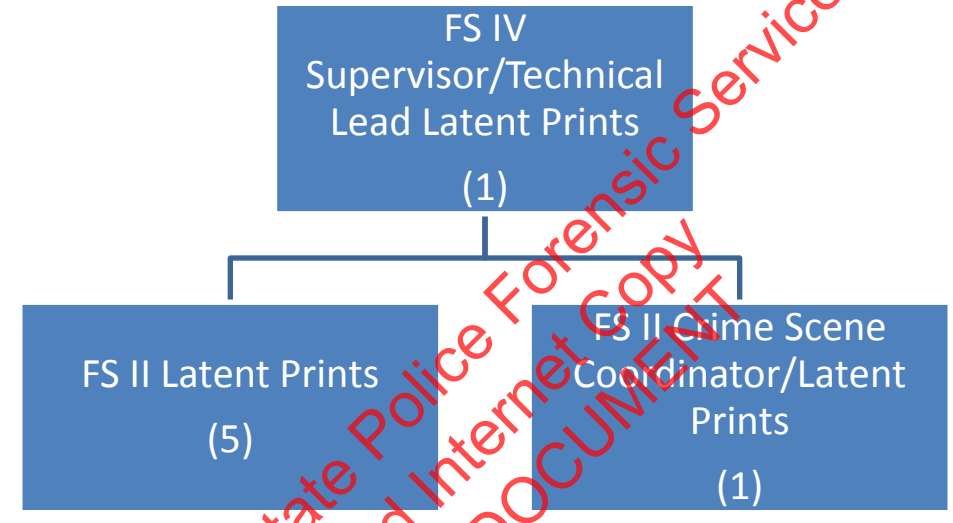 FS IV
Supervisor/Technical
Lead Latent Prints
(1)
FS II Latent Prints
(5)
FS II Crime Scene
Coordinator/Latent
Prints
(1)
Police Forensic
Internet Copy
DOCUMENT